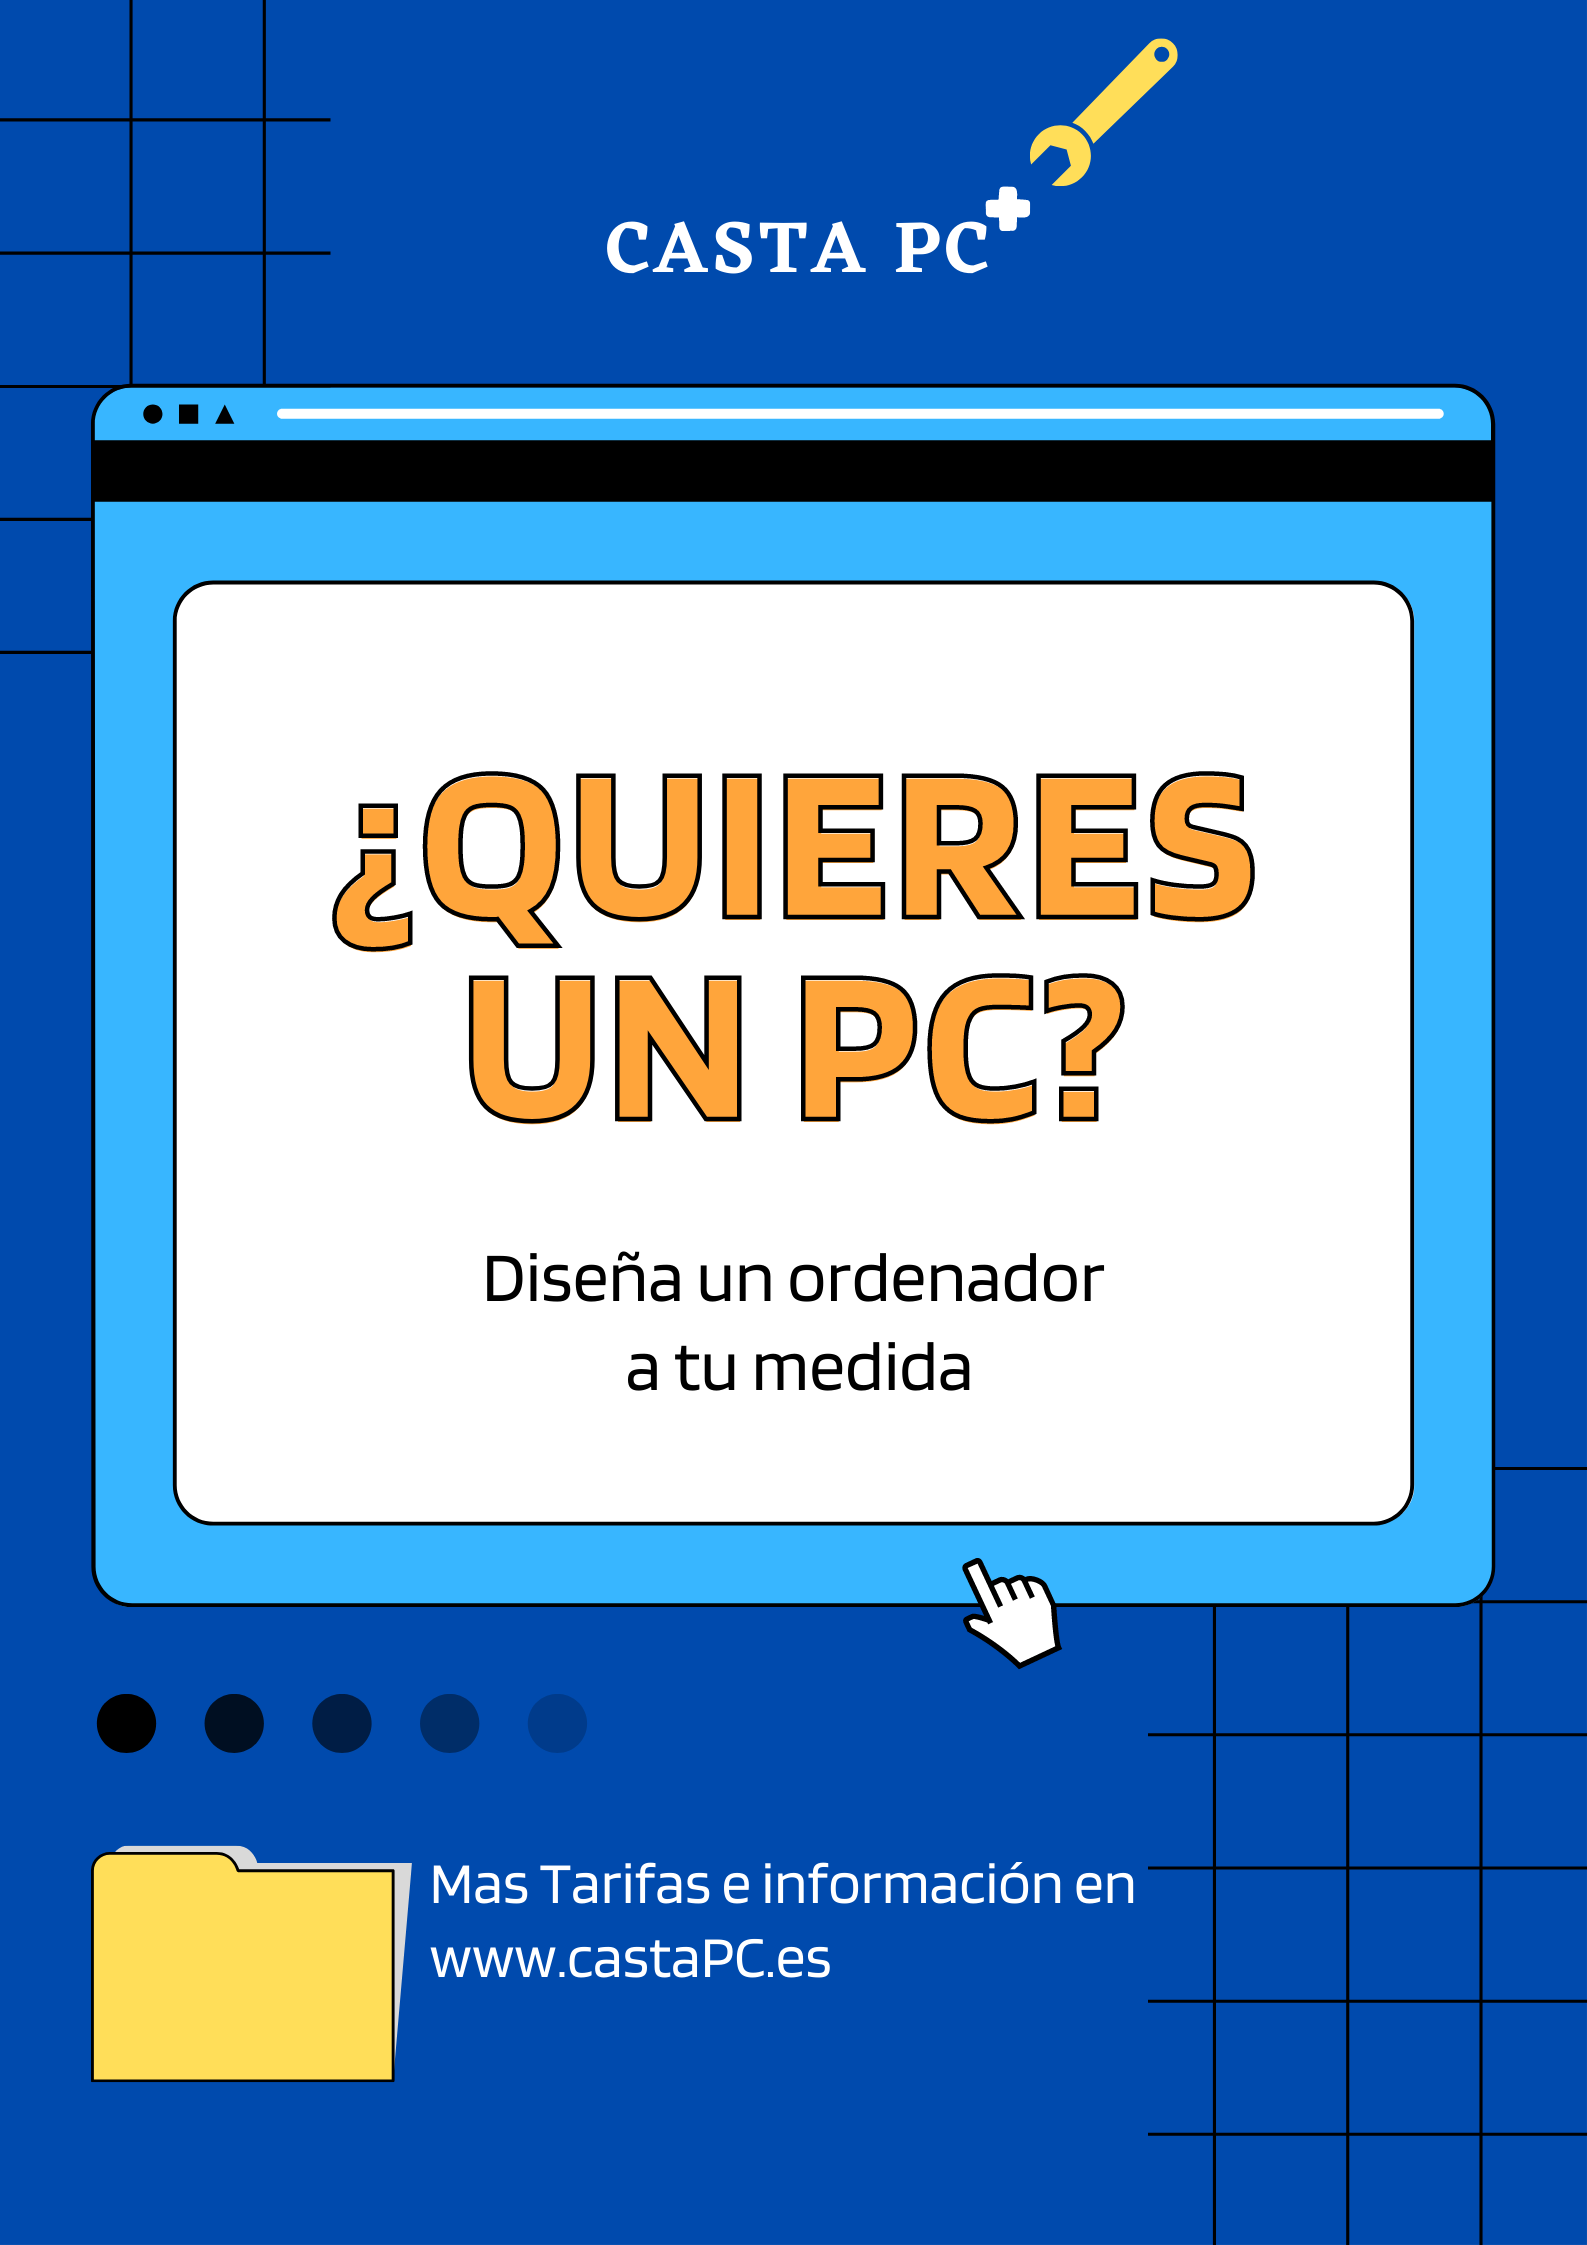 CASTA PC
¿QUIERES
UN PC?
Diseña un ordenador
a tu medida
Mas Tarifas e información en
www.castaPC.es